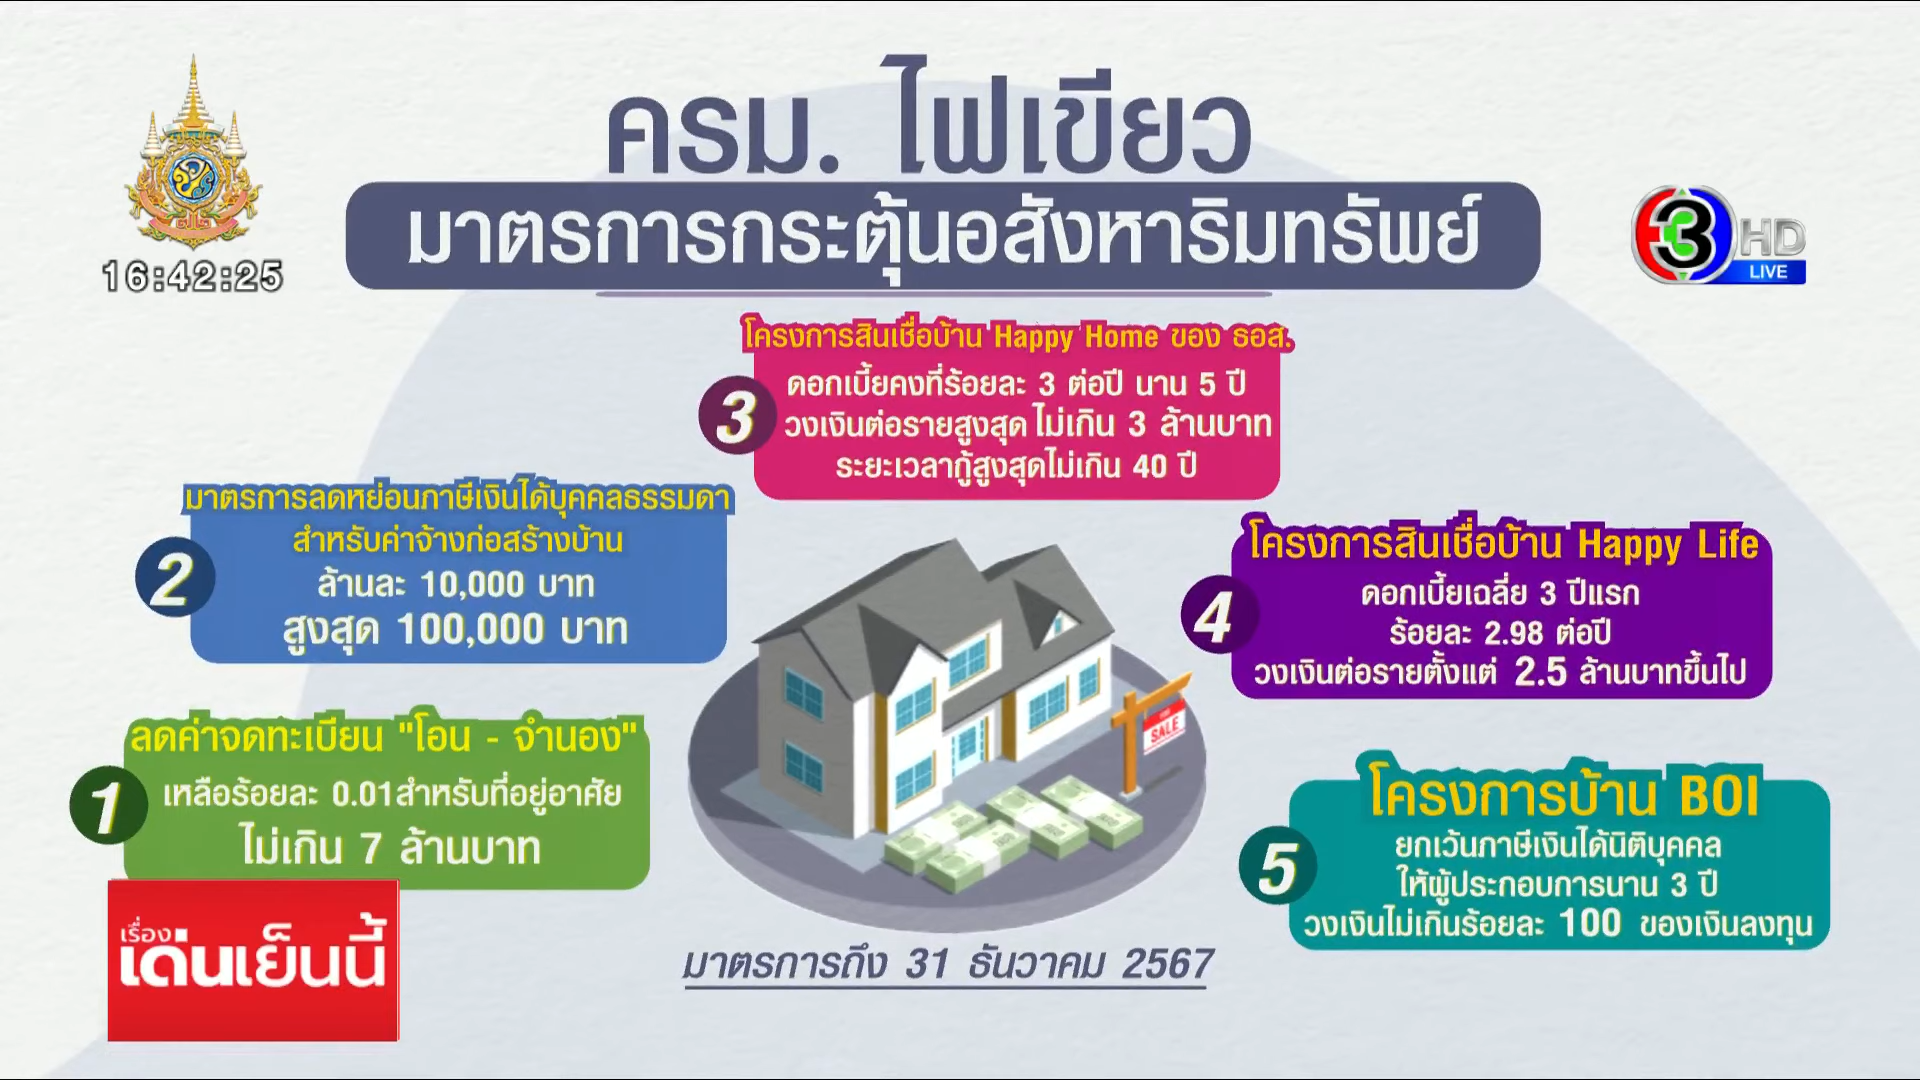 16:42:25
ครม. ไฟเขียว
มาตรการกระตุ้นอสังหาริมทรัพย์
3 HD
LIVE
1
ลดค่าจดทะเบียน "โอน - จำนอง"
เหลือร้อยละ 0.01สำหรับที่อยู่อาศัย
ไม่เกิน 7 ล้านบาท
2
มาตรการลดหย่อนภาษีเงินได้บุคคลธรรมดา
สำหรับค่าจ้างก่อสร้างบ้าน
ล้านละ 10,000 บาท
สูงสุด 100,000 บาท
3
โครงการสินเชื่อบ้าน Happy Home ของ ธอส.
ดอกเบี้ยคงที่ร้อยละ 3 ต่อปี นาน 5 ปี
วงเงินต่อรายสูงสุด ไม่เกิน 3 ล้านบาท
ระยะเวลากู้สูงสุดไม่เกิน 40 ปี
4
โครงการสินเชื่อบ้าน Happy Life
ดอกเบี้ยเฉลี่ย 3 ปีแรก
ร้อยละ 2.98 ต่อปี
วงเงินต่อรายตั้งแต่ 2.5 ล้านบาทขึ้นไป
5
โครงการบ้าน BOI
ยกเว้นภาษีเงินได้นิติบุคคล
ให้ผู้ประกอบการนาน 3 ปี
วงเงินไม่เกินร้อยละ 100 ของเงินลงทุน
SALE
มาตรการถึง 31 ธันวาคม 2567
เรื่อง
เด่นเย็นนี้